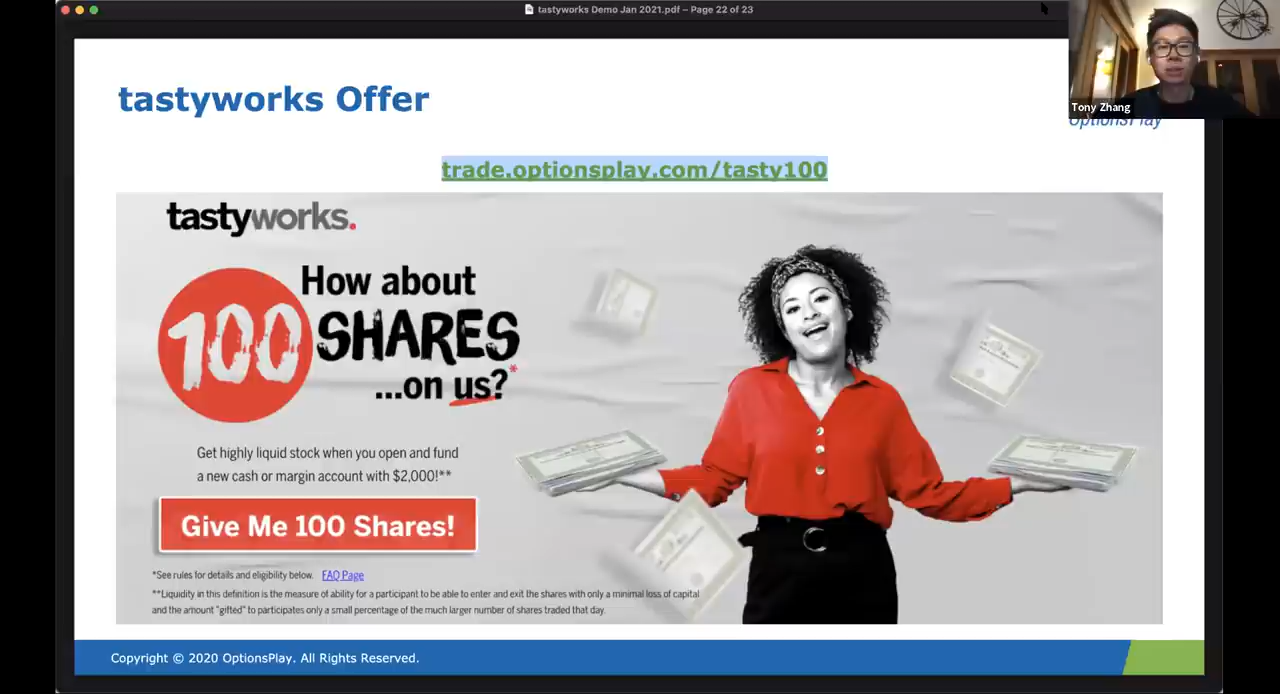 tastyworks Demo Jan 2021.pdf – Page 22 of 23
Tony Zhang
tastyworks Offer
OptionsPlay
trade.optionsplay.com/tasty100
tastyworks.
100
How about
SHARES
...on us?*
Get highly liquid stock when you open and fund
a new cash or margin account with $2,000!**
Give Me 100 Shares!
*See rules for details and eligibility below. FAQ Page
**Liquidity in this definition is the measure of ability for a participant to be able to enter and exit the shares with only a minimal loss of capital
and the amount "gifted" to participates only a small percentage of the much larger number of shares traded that day.
Copyright © 2020 OptionsPlay. All Rights Reserved.